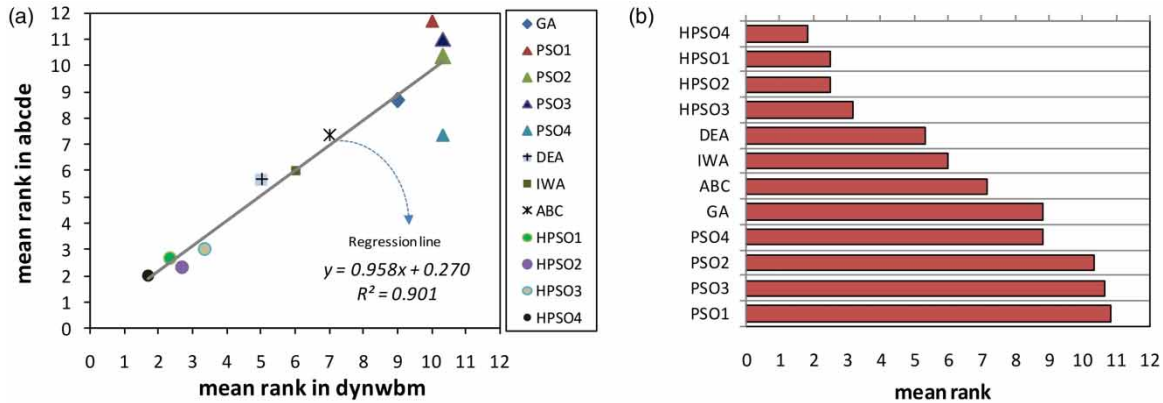 (a)
mean rank in abcde
12
11
10
9
8
7
6
5
4
3
2
1
0
0 1 2 3 4 5 6 7 8 9 10 11 12
mean rank in dynwbm
Regression line
y = 0.958x + 0.270
R² = 0.901
GA
PSO1
PSO2
PSO3
PSO4
DEA
IWA
ABC
HPSO1
HPSO2
HPSO3
HPSO4
(b)
HPSO4
HPSO1
HPSO2
HPSO3
DEA
IWA
ABC
GA
PSO4
PSO2
PSO3
PSO1
0 1 2 3 4 5 6 7 8 9 10 11 12
mean rank